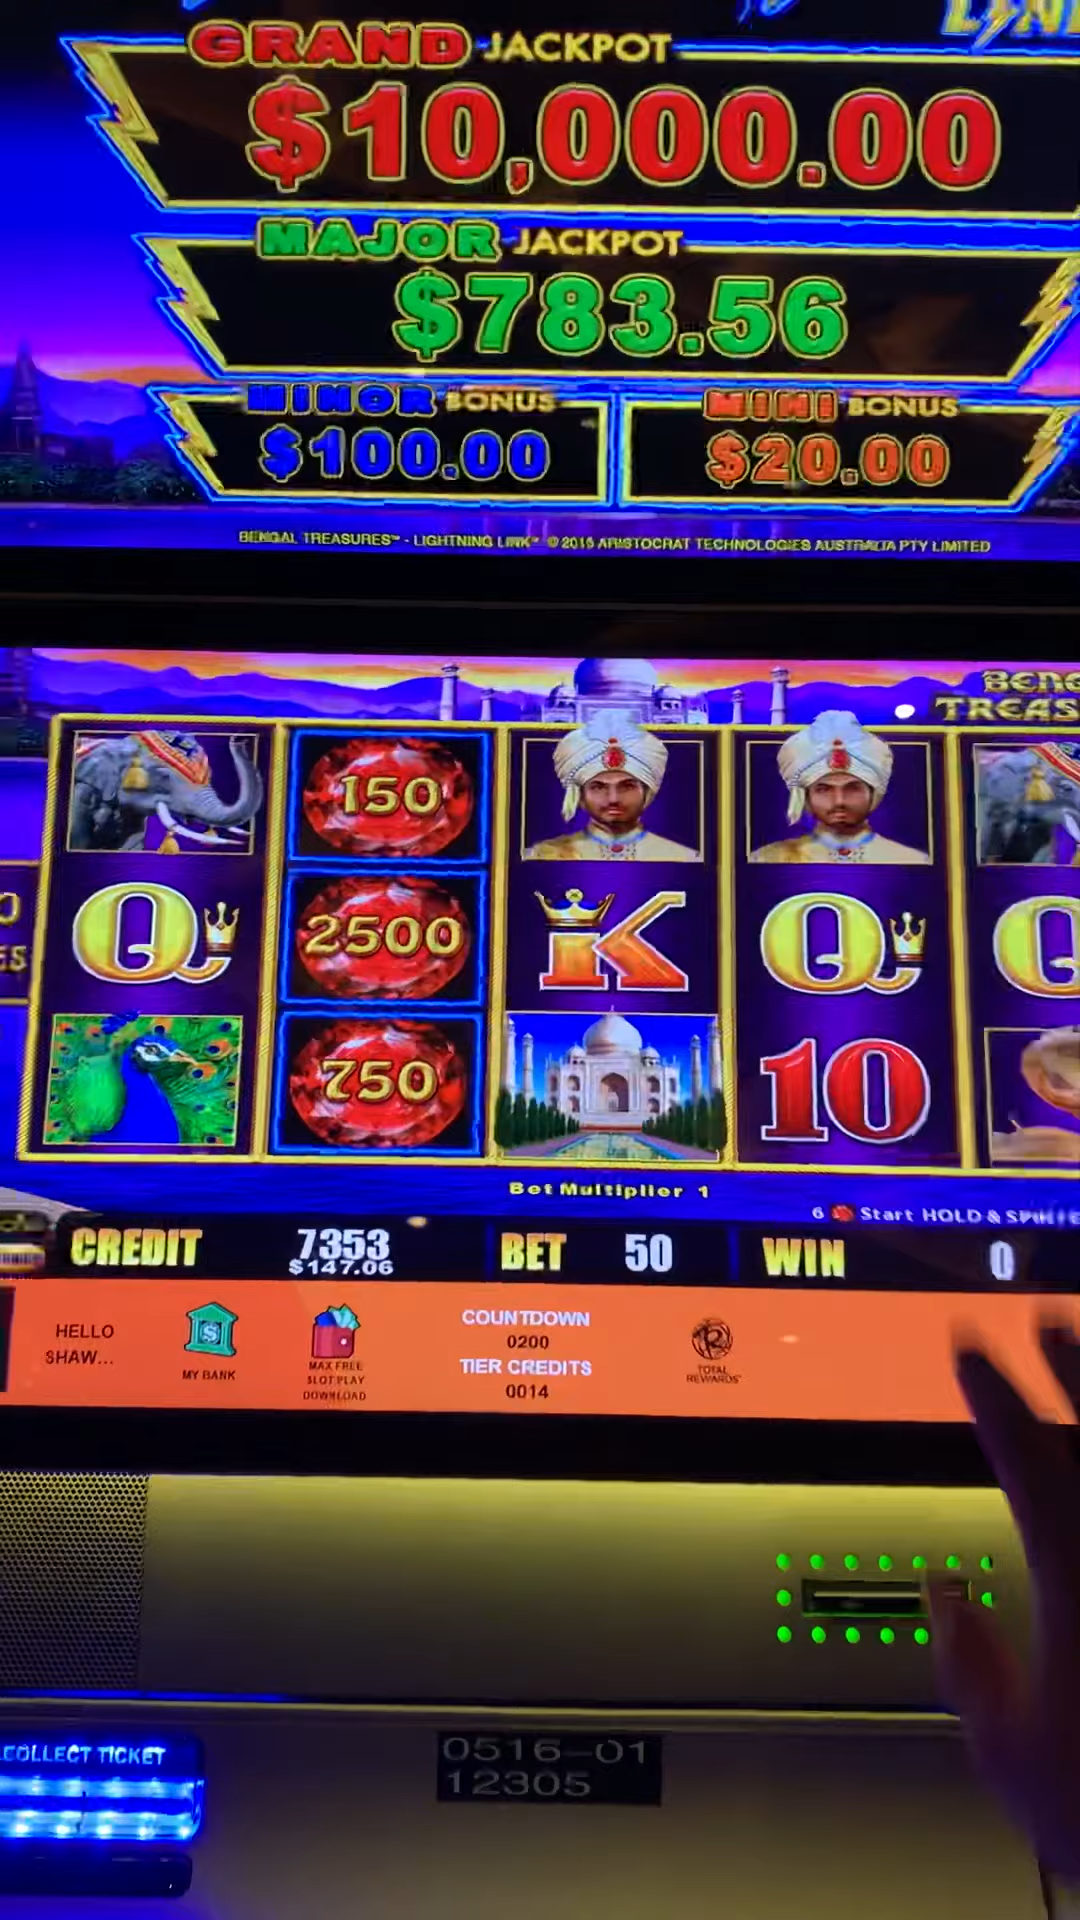 GRAND JACKPOT
$10,000.00
MAJOR JACKPOT
$783.56
MINOR BONUS
$100.00
MINI BONUS
$20.00
BENGAL TREASURES™ - LIGHTNING LINK™ © 2015 ARISTOCRAT TECHNOLOGIES AUSTRALIA PTY LIMITED
150
Q
2500
K
Q
Q
750
10
Bet Multiplier 1
6 Start HOLD & SPIN
CREDIT 7353 BET 50 WIN 0
$147.06
HELLO
SHAW...
MY BANK
MAX FREE
SLOT PLAY
DOWNLOAD
COUNTDOWN
0200
TIER CREDITS
0014
R
TOTAL
REWARDS
COLLECT TICKET
0516-01
12305